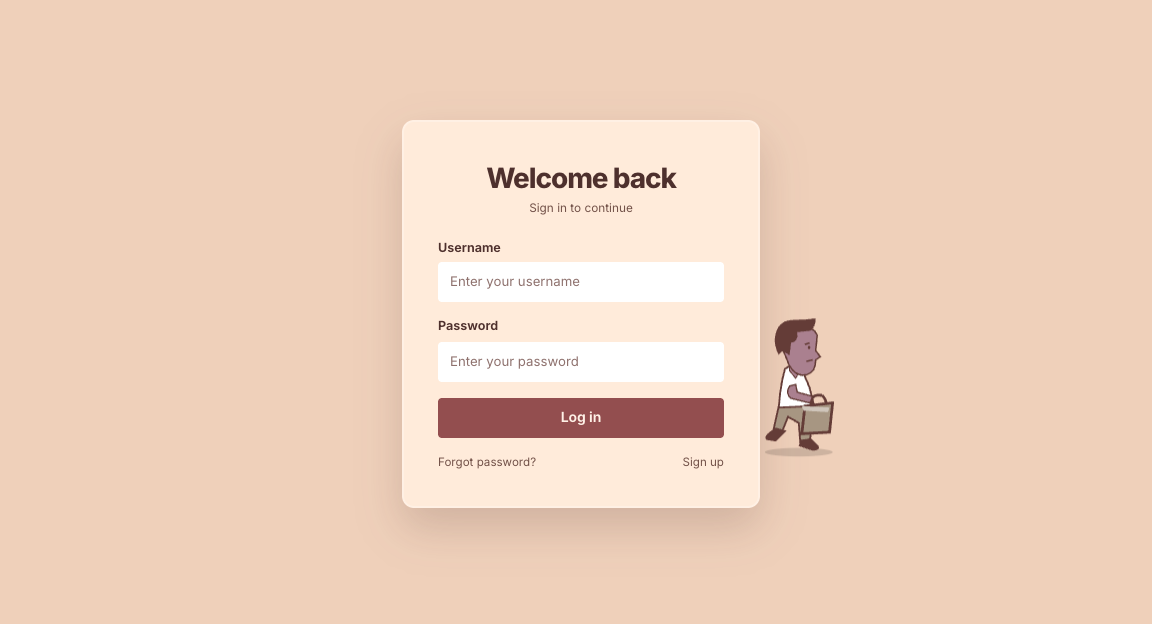 Welcome back
Sign in to continue
Username
Enter your username
Password
Enter your password
Log in
Forgot password? Sign up